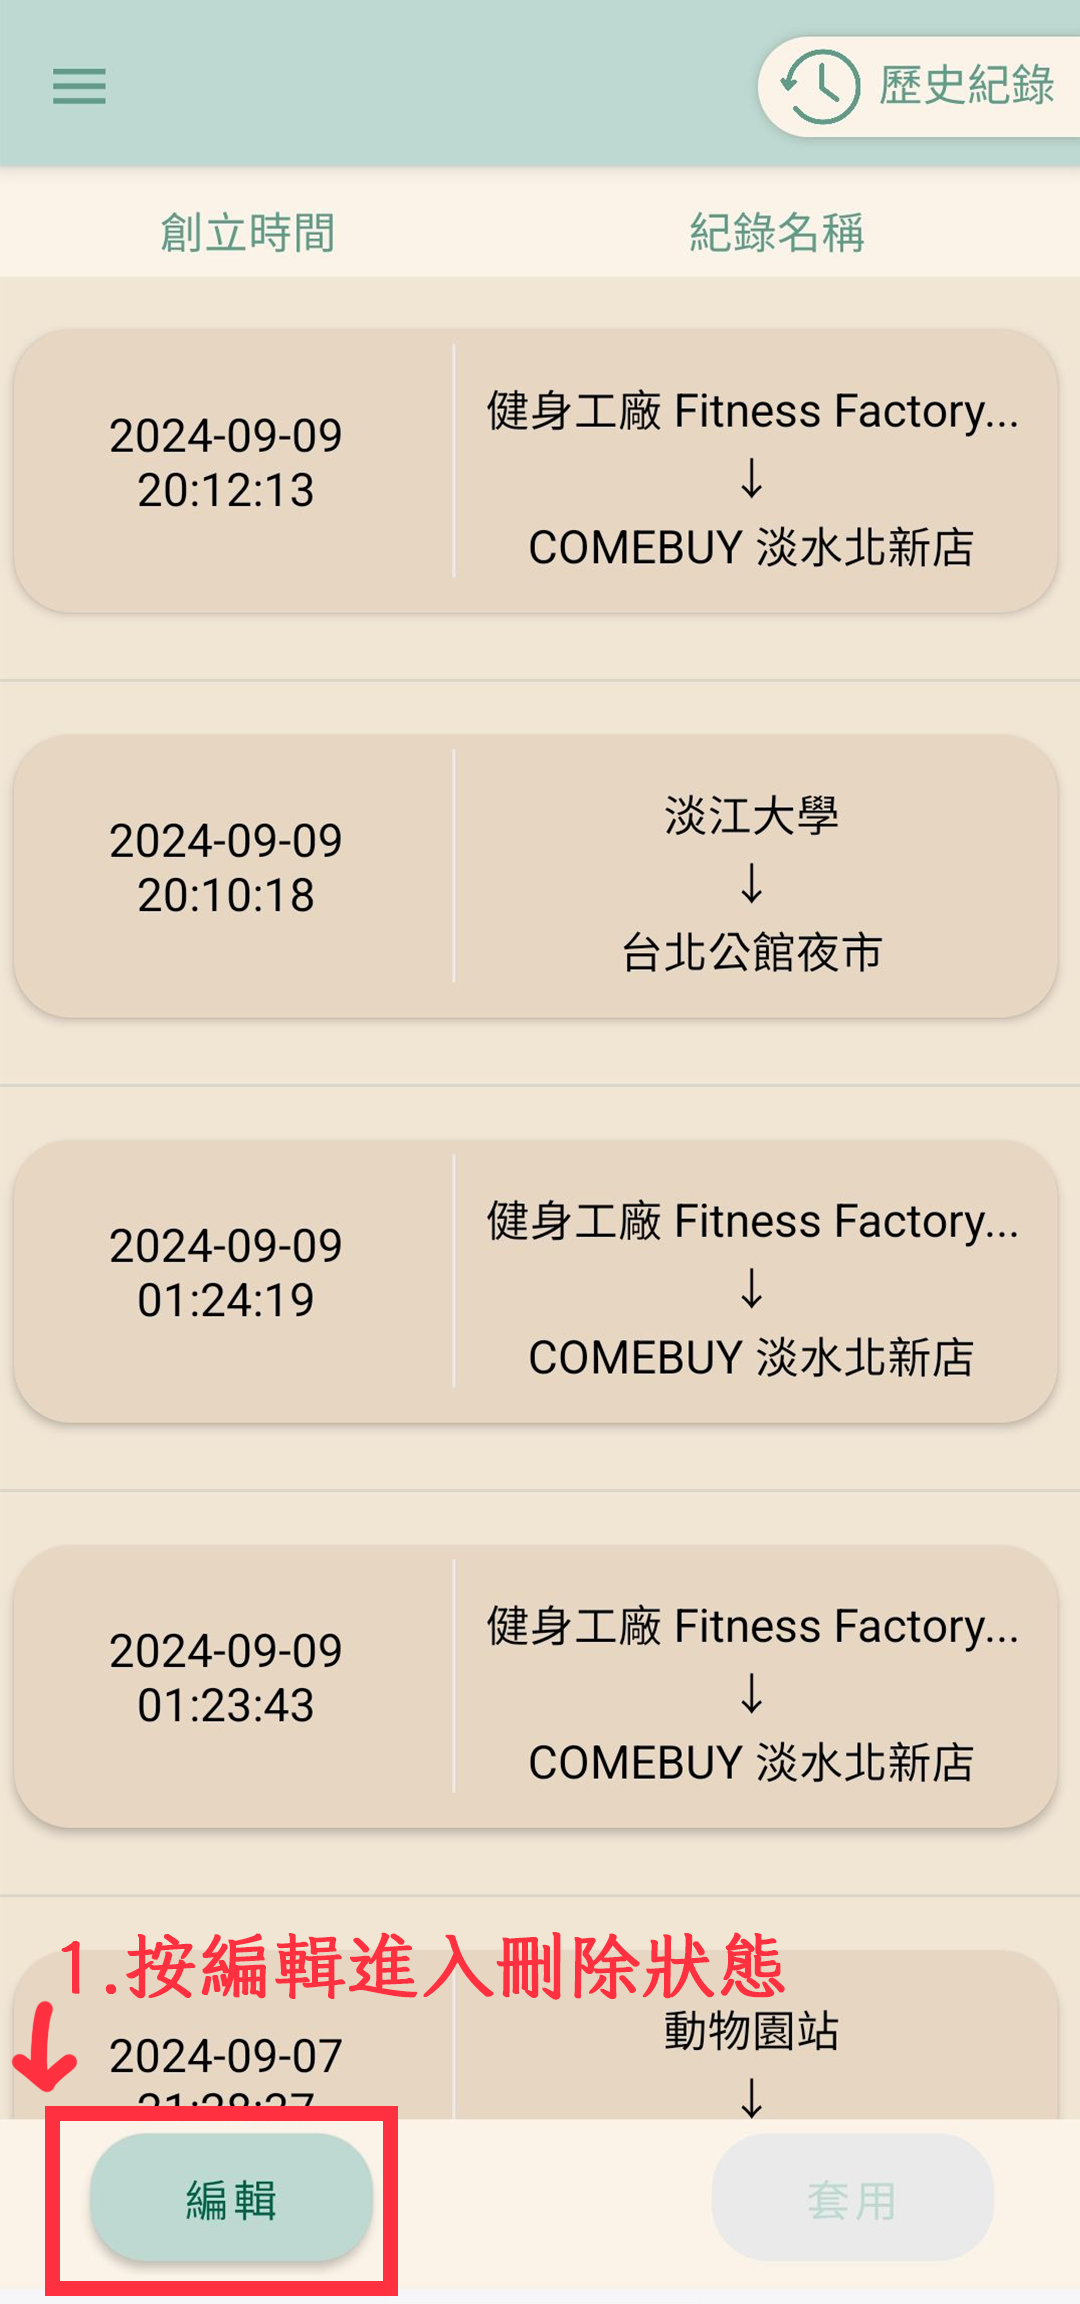 歷史紀錄
創立時間 紀錄名稱
2024-09-09
20:12:13
健身工廠 Fitness Factory...
↓
COMEBUY 淡水北新店
2024-09-09
20:10:18
淡江大學
↓
台北公館夜市
2024-09-09
01:24:19
健身工廠 Fitness Factory...
↓
COMEBUY 淡水北新店
2024-09-09
01:23:43
健身工廠 Fitness Factory...
↓
COMEBUY 淡水北新店
1.按編輯進入刪除狀態
2024-09-07
動物園站
↓
編輯
套用